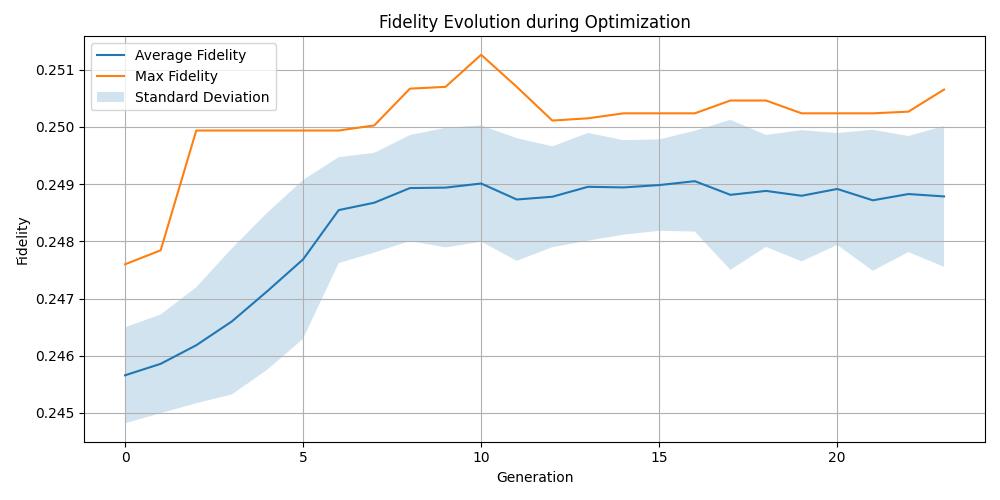 Fidelity Evolution during Optimization
Average Fidelity
Max Fidelity
Standard Deviation
Fidelity
0.251
0.250
0.249
0.248
0.247
0.246
0.245
0
5
10
15
20
Generation